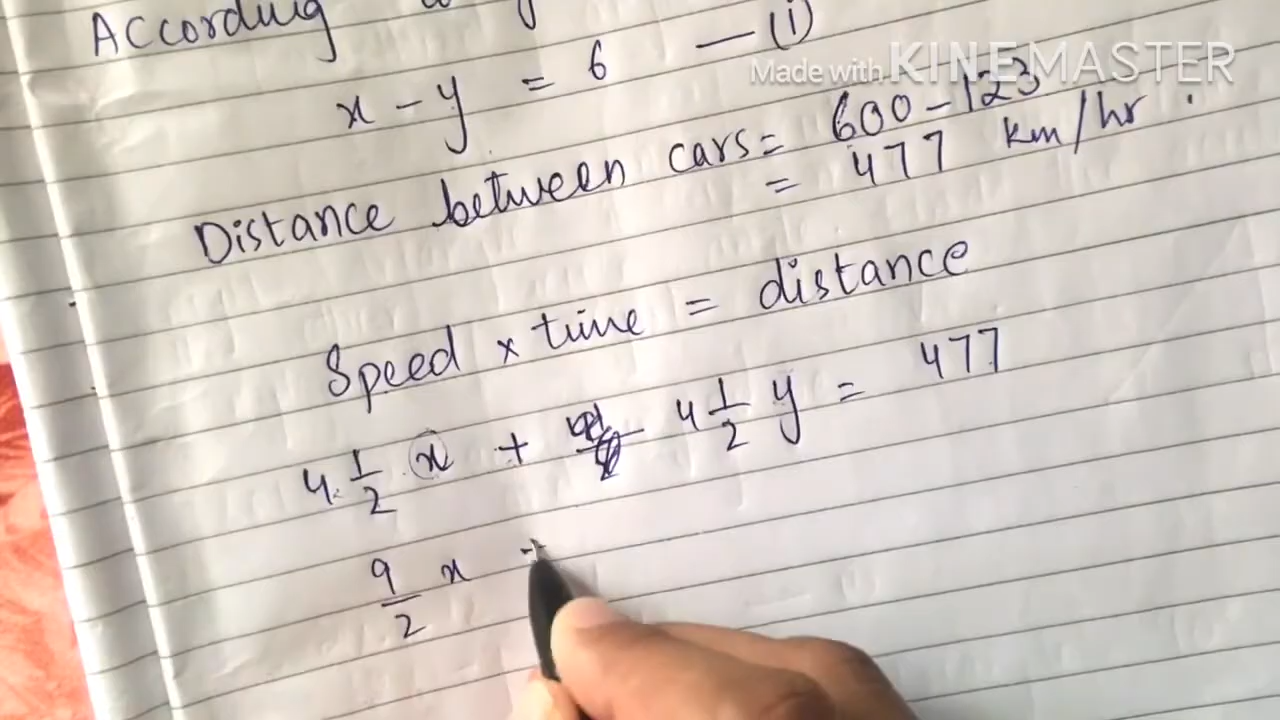 According
x - y = 6 — (i)
Made with KINEMASTER
Distance between cars = 600 - 123
= 477 km/hr.
Speed x time = distance
4 1/2 x + 4 1/2 y = 477
9/2 x +